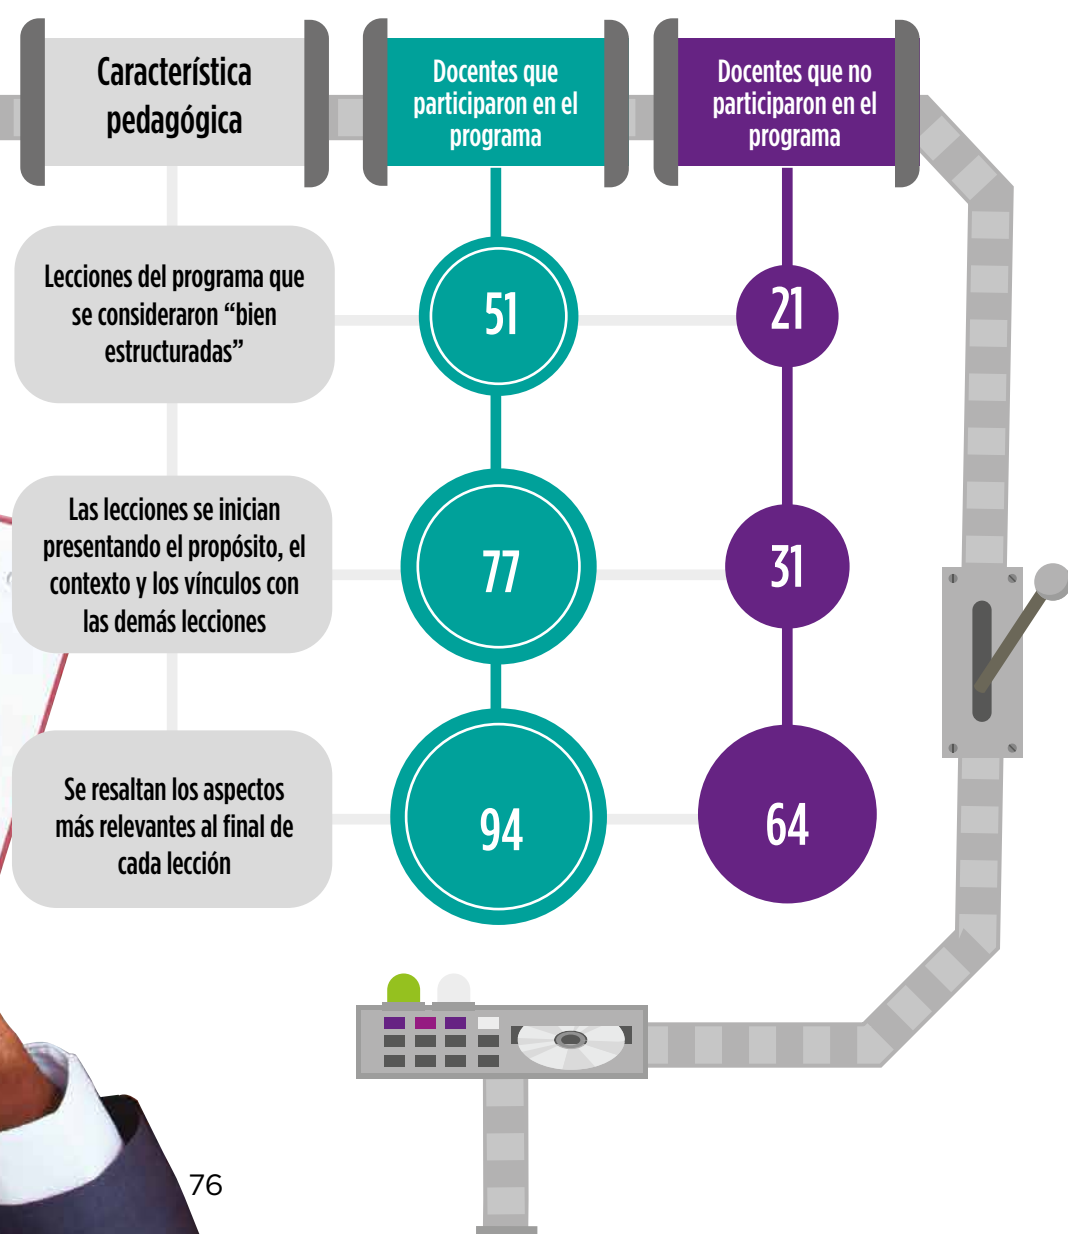 Característica
pedagógica
Docentes que
participaron en el
programa
Docentes que no
participaron en el
programa
Lecciones del programa que
se consideraron “bien
estructuradas”
51
21
Las lecciones se inician
presentando el propósito, el
contexto y los vínculos con
las demás lecciones
77
31
Se resaltan los aspectos
más relevantes al final de
cada lección
94
64
76